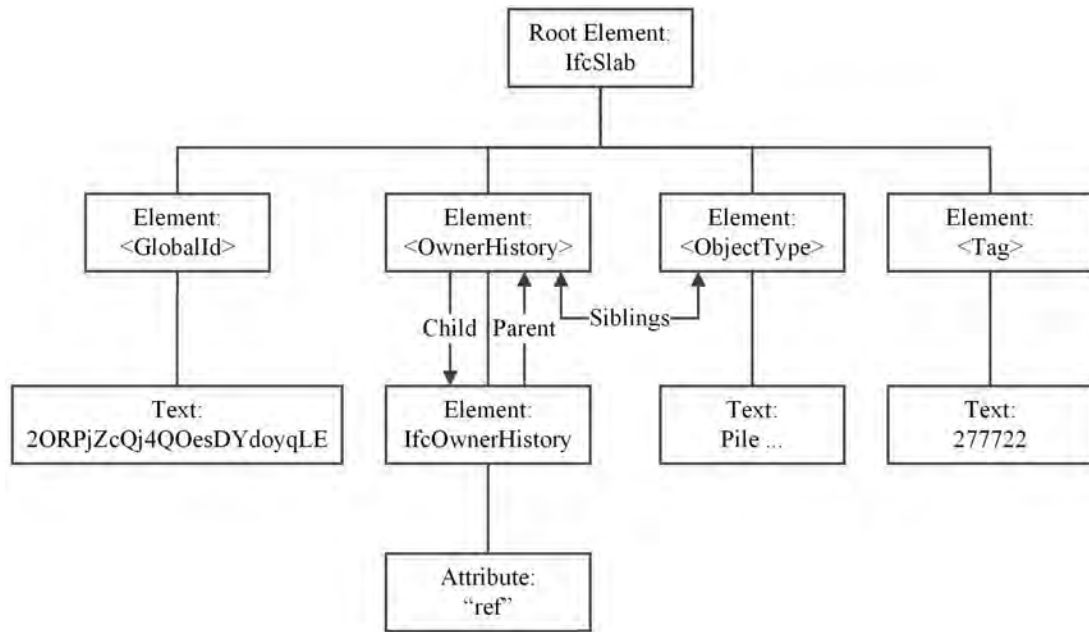 Root Element:
IfcSlab
Element:
<GlobalId>
Element:
<OwnerHistory>
Element:
<ObjectType>
Element:
<Tag>
Child
Parent
Siblings
Text:
2ORPjZcQj4QOesDYdoyqLE
Element:
IfcOwnerHistory
Text:
Pile ...
Text:
277722
Attribute:
“ref”